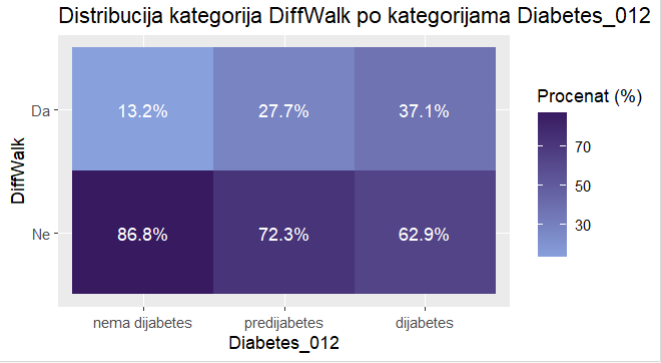 Distribucija kategorija DiffWalk po kategorijama Diabetes_012
Procenat (%)
70
50
30
DiffWalk
Da
13.2%
27.7%
37.1%
Ne
86.8%
72.3%
62.9%
nema dijabetes
predijabetes
dijabetes
Diabetes_012